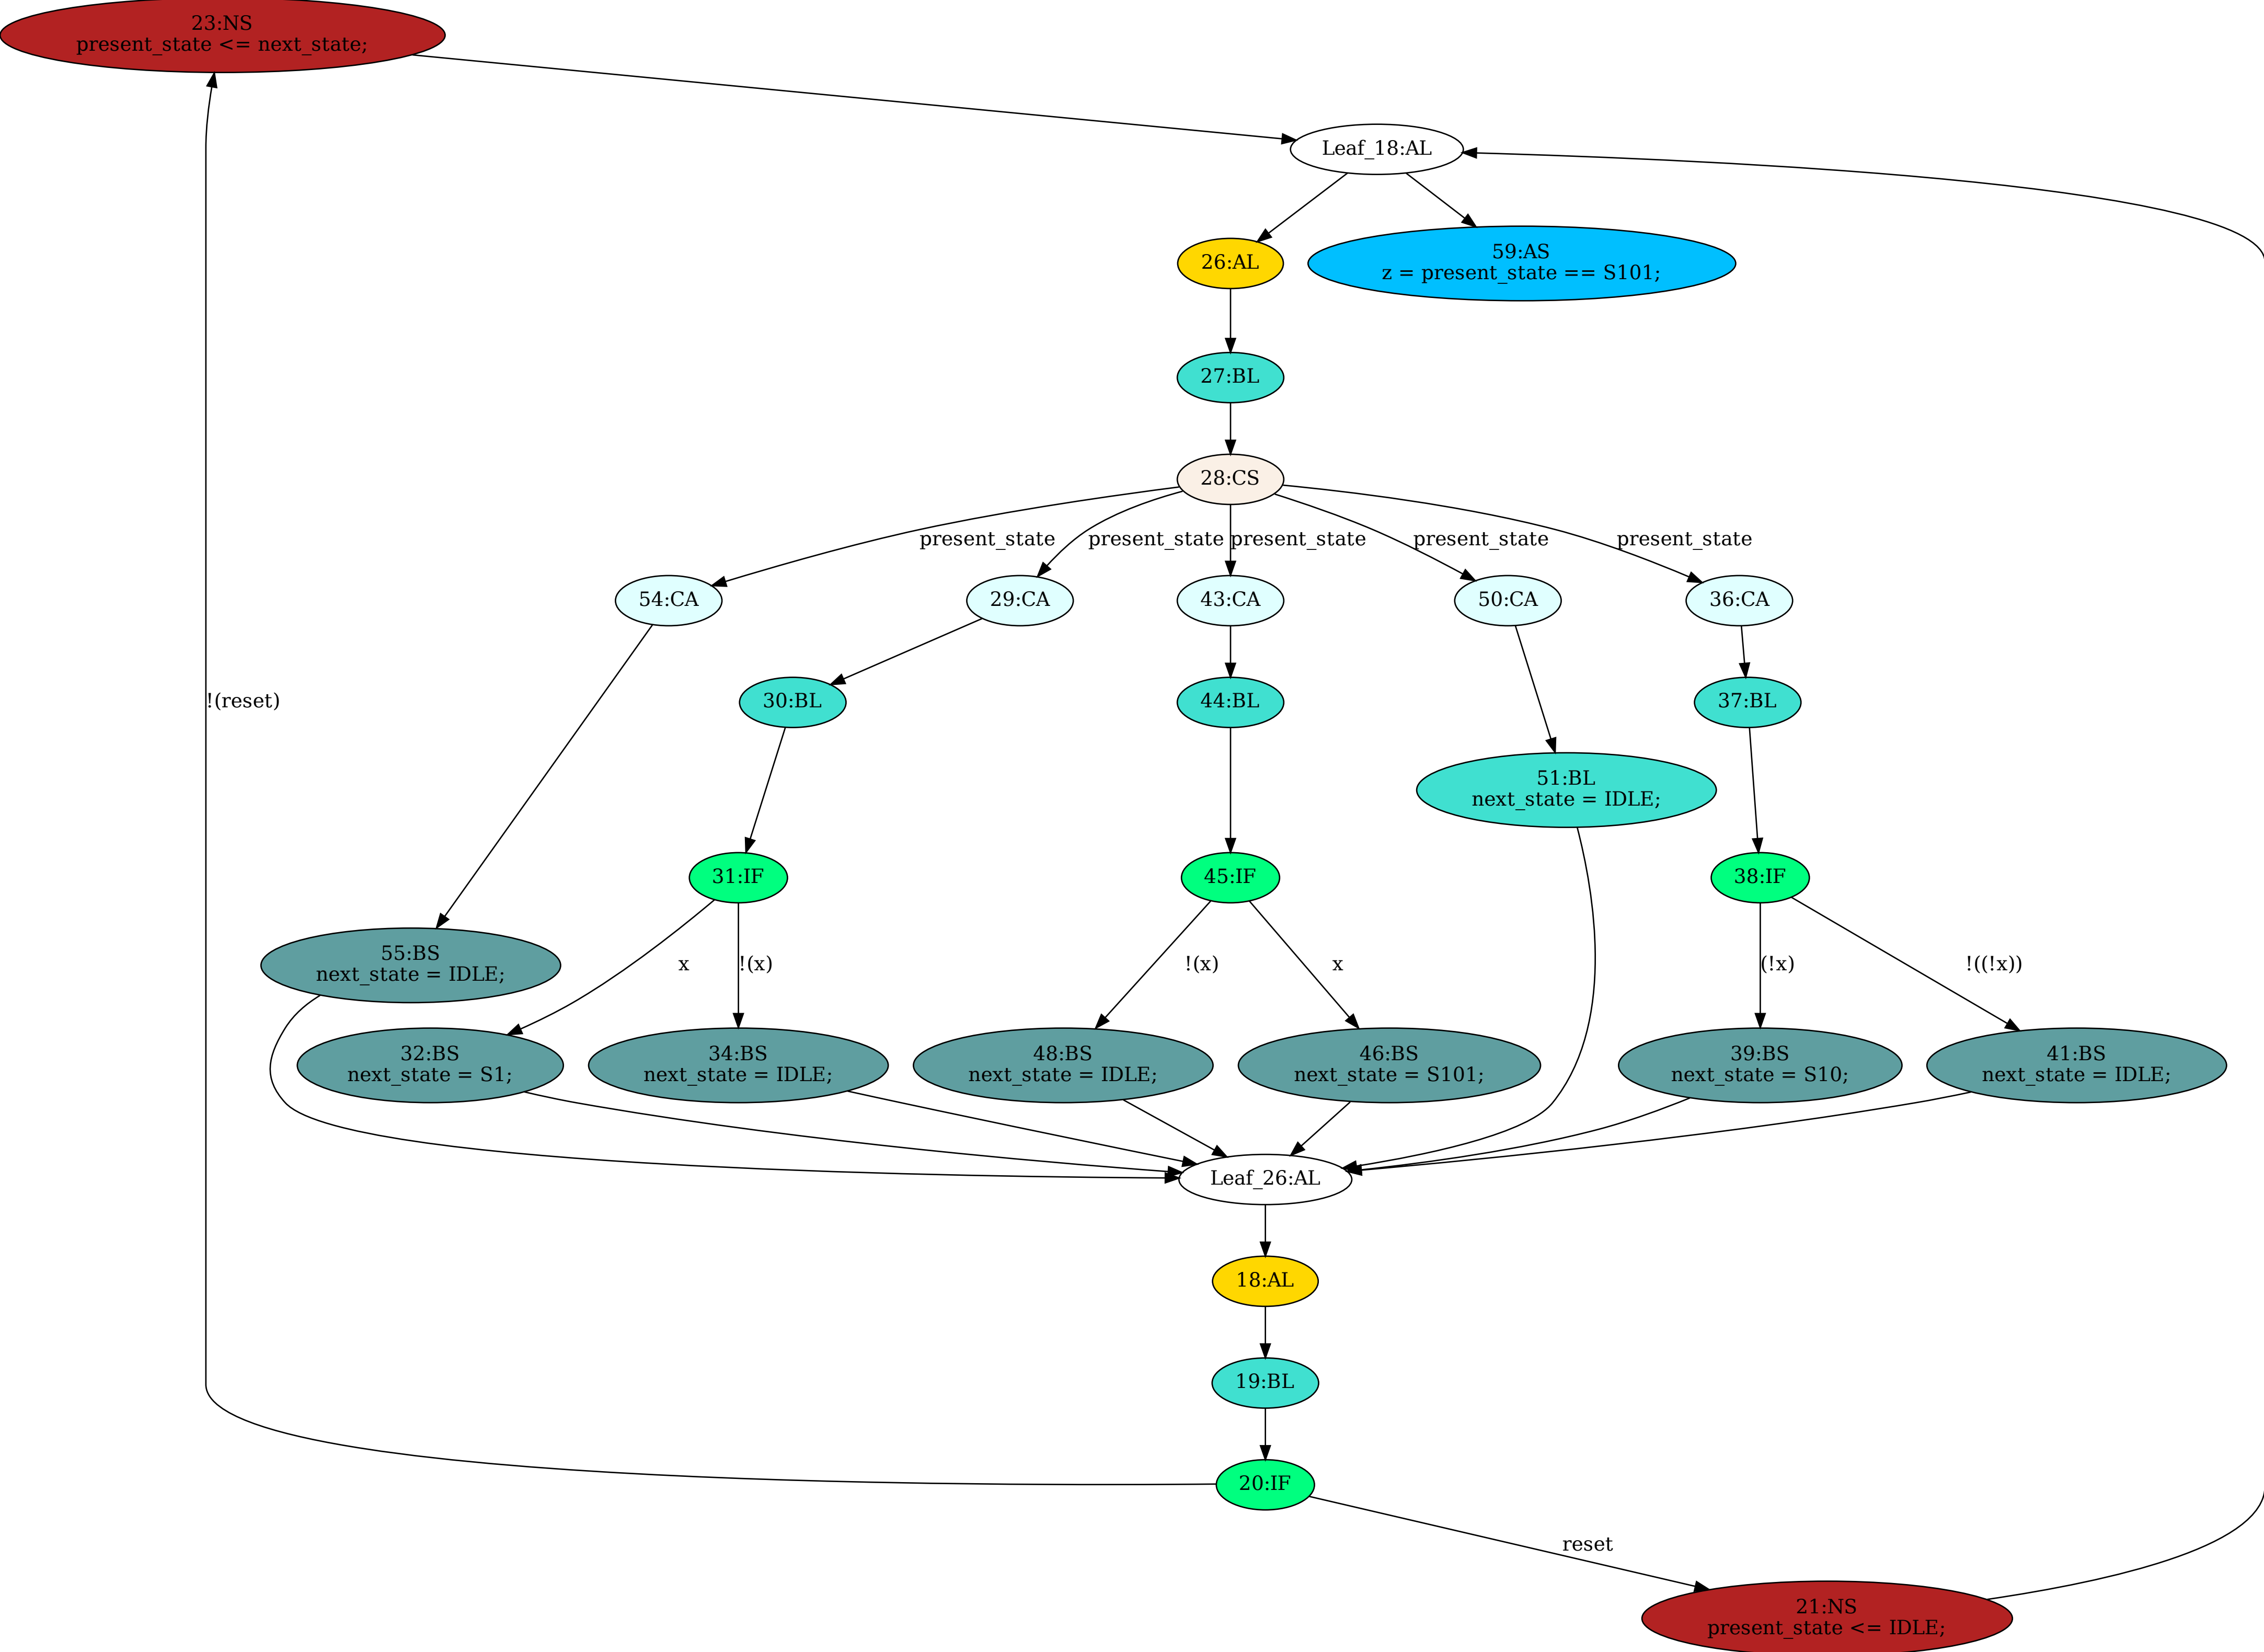 23:NS
present_state <= next_state;
Leaf_18:AL
26:AL
59:AS
z = present_state == S101;
27:BL
28:CS
present_state
present_state
present_state
present_state
present_state
54:CA
29:CA
43:CA
50:CA
36:CA
!(reset)
30:BL
44:BL
37:BL
51:BL
next_state = IDLE;
31:IF
45:IF
38:IF
55:BS
next_state = IDLE;
x
!(x)
!(x)
x
(!x)
!((!x))
32:BS
next_state = S1;
34:BS
next_state = IDLE;
48:BS
next_state = IDLE;
46:BS
next_state = S101;
39:BS
next_state = S10;
41:BS
next_state = IDLE;
Leaf_26:AL
18:AL
19:BL
20:IF
reset
21:NS
present_state <= IDLE;